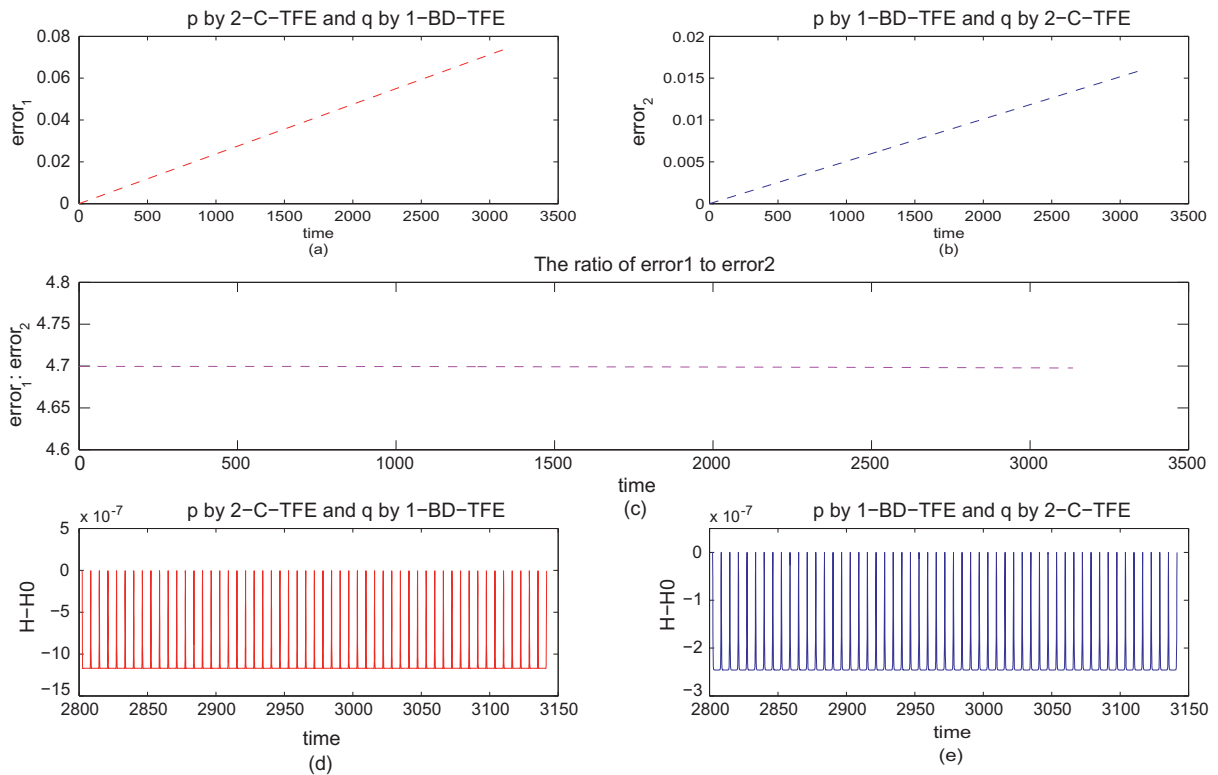 p by 2−C−TFE and q by 1−BD−TFE
0.08
0.06
0.04
0.02
0
error1
0 500 1000 1500 2000 2500 3000 3500
time
(a)
p by 1−BD−TFE and q by 2−C−TFE
0.02
0.015
0.01
0.005
0
error2
0 500 1000 1500 2000 2500 3000 3500
time
(b)
The ratio of error1 to error2
4.8
4.75
4.7
4.65
4.6
error1: error2
0 500 1000 1500 2000 2500 3000 3500
time
(c)
p by 2−C−TFE and q by 1−BD−TFE
x 10-7
5
0
−5
−10
−15
H−H0
2800 2850 2900 2950 3000 3050 3100 3150
time
(d)
p by 1−BD−TFE and q by 2−C−TFE
x 10-7
0
−1
−2
−3
H−H0
2800 2850 2900 2950 3000 3050 3100 3150
time
(e)